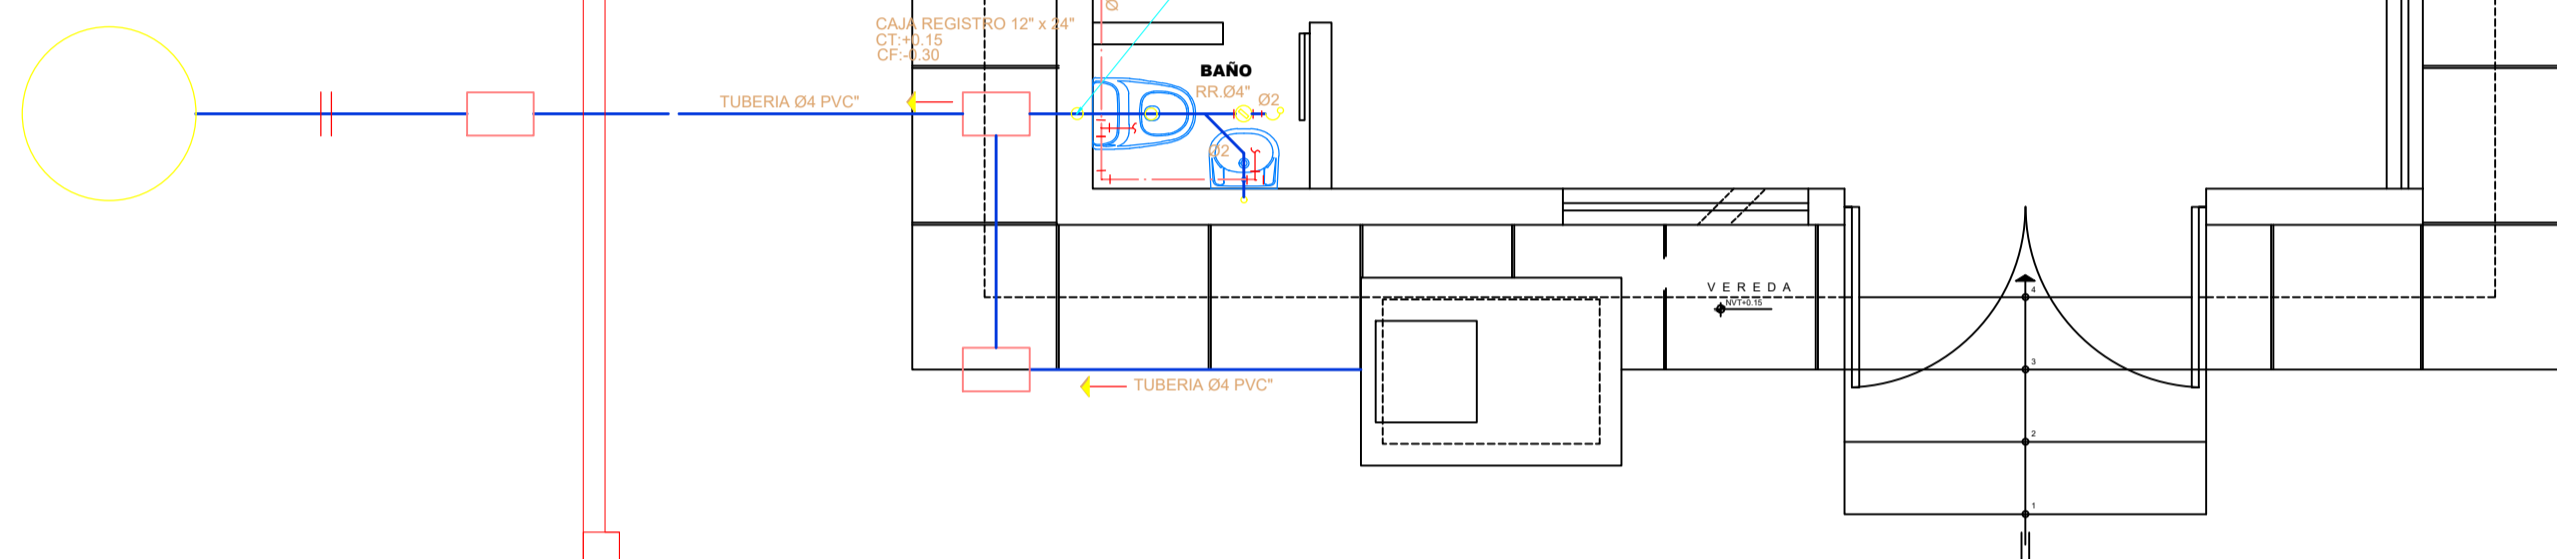 Ø
CAJA REGISTRO 12" x 24"
CT:+0.15
CF:-0.30
BAÑO
RR.Ø4"
Ø2
TUBERIA Ø4 PVC"
Ø2
VEREDA
NVT+0.15
4
3
TUBERIA Ø4 PVC"
2
1